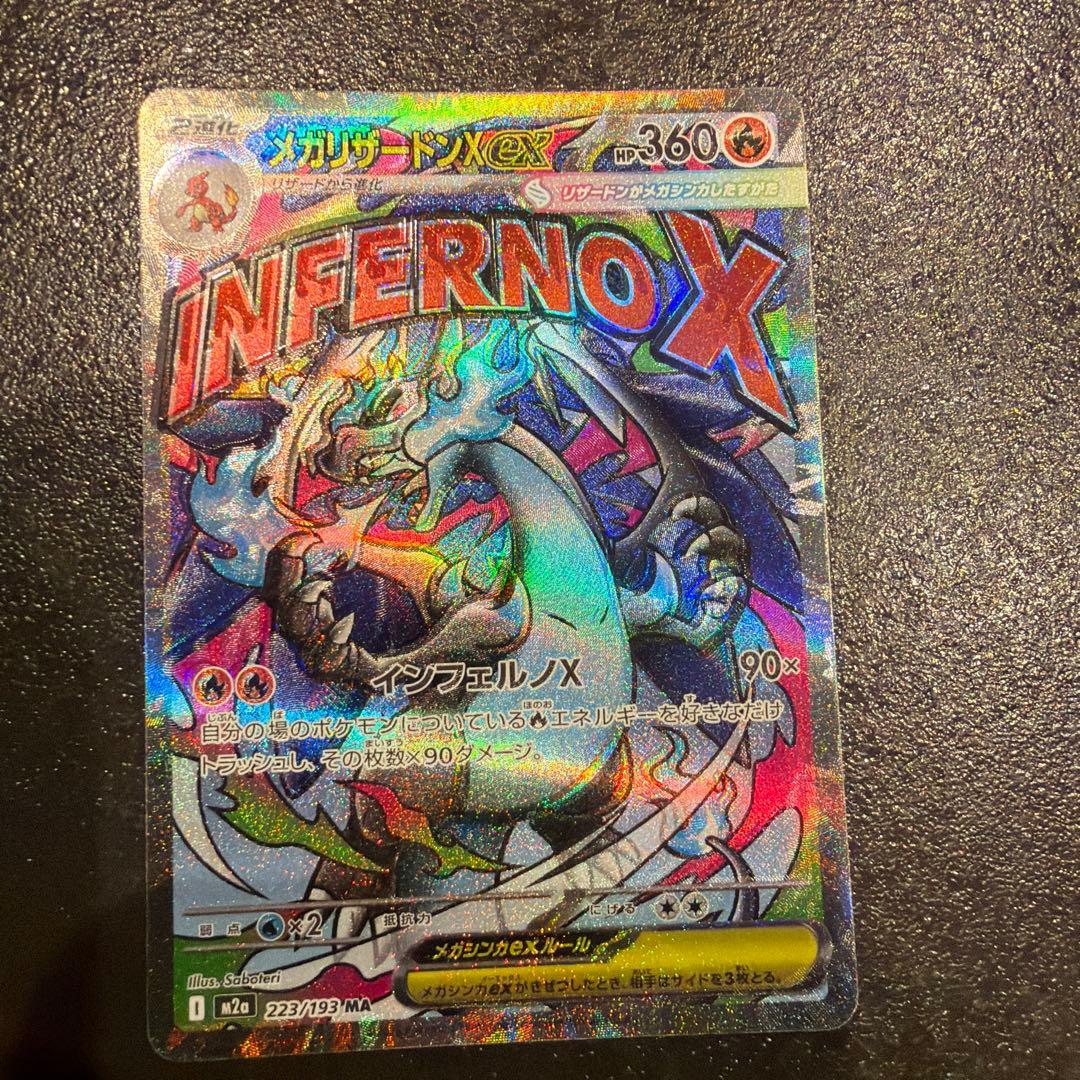 2進化
メガリザードンXex
HP360
リザードから進化
リザードンがメガシンカしたすがた
INFERNO X
インフェルノX 90×
自分の場のポケモンについているエネルギーを好きなだけ
トラッシュし、その枚数×90ダメージ。
弱点 ×2 抵抗力 にげる
メガシンカexルール
メガシンカexがきぜつしたとき、相手はサイドを3枚とる。
Illus. Saboteri
I M2a 223/193 MA